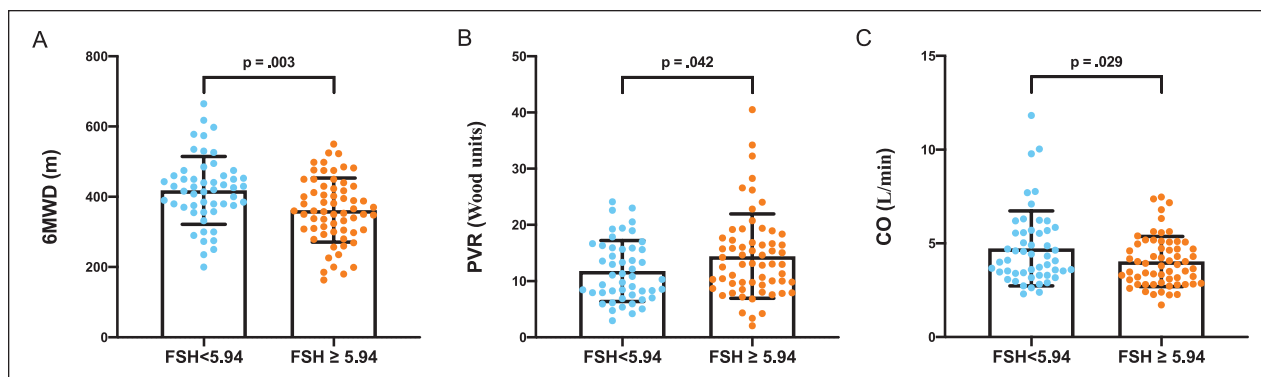 A
6MWD (m)
800
600
400
200
0
p = .003
FSH<5.94
FSH ≥ 5.94
B
PVR (Wood units)
50
40
30
20
10
0
p = .042
FSH<5.94
FSH ≥ 5.94
C
CO (L/min)
15
10
5
0
p = .029
FSH<5.94
FSH ≥ 5.94